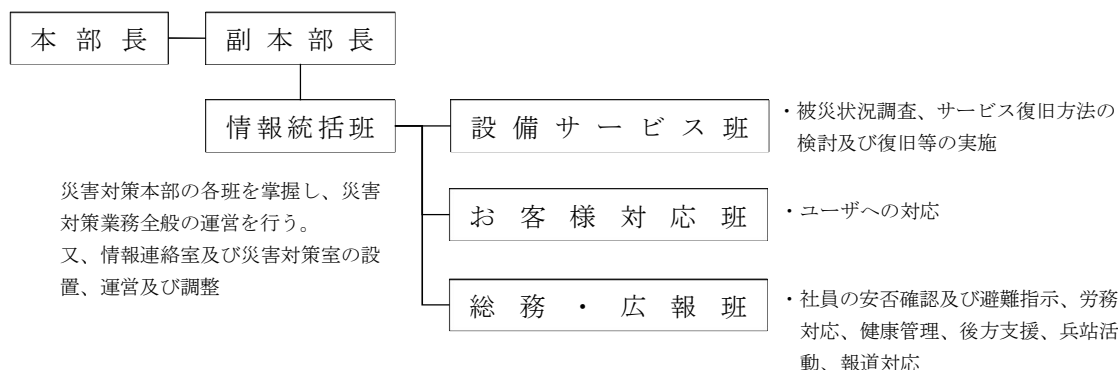 本部長
副本部長
情報統括班
設備サービス班
・被災状況調査、サービス復旧方法の
検討及び復旧等の実施
災害対策本部の各班を掌握し、災害
対策業務全般の運営を行う。
又、情報連絡室及び災害対策室の設
置、運営及び調整
お客様対応班
・ユーザへの対応
総務・広報班
・社員の安否確認及び避難指示、労務
対応、健康管理、後方支援、兵站活
動、報道対応